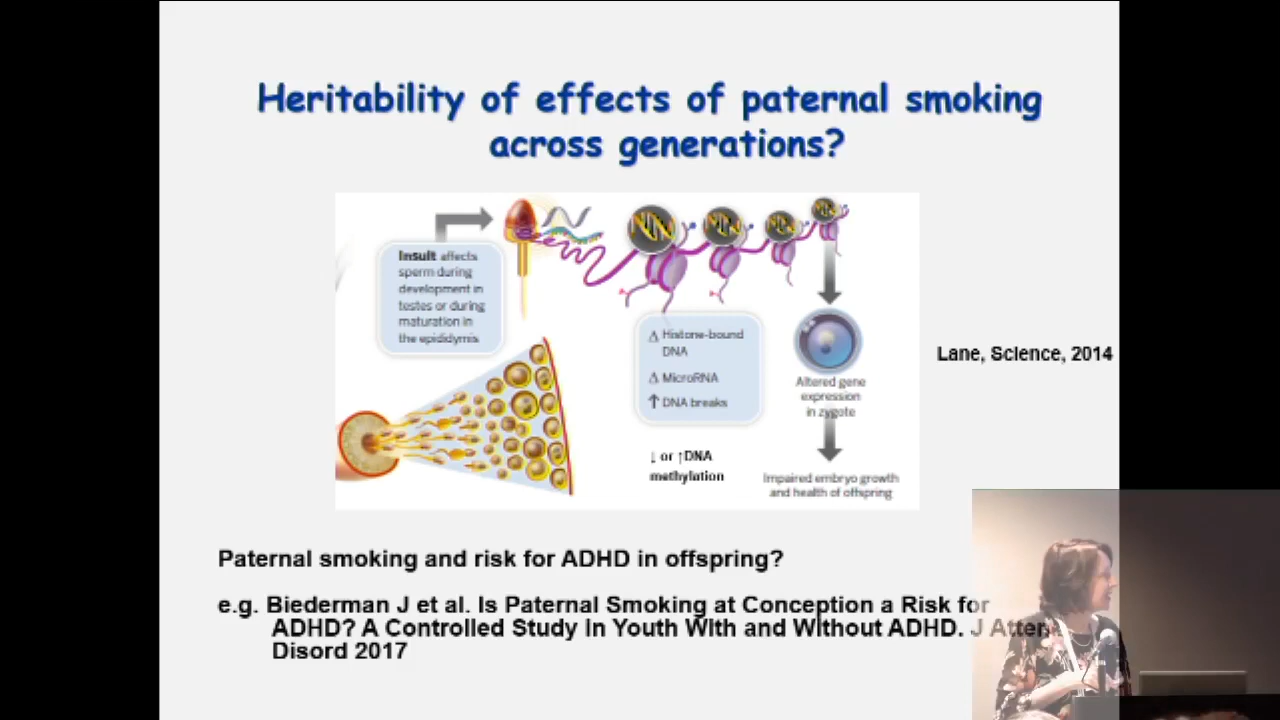 Heritability of effects of paternal smoking
across generations?
Insult affects
sperm during
development in
testes or during
maturation in
the epididymis
Δ Histone-bound
DNA
Δ MicroRNA
↑ DNA breaks
↓ or ↑DNA
methylation
Altered gene
expression
in zygote
Impaired embryo growth
and health of offspring
Lane, Science, 2014
Paternal smoking and risk for ADHD in offspring?
e.g. Biederman J et al. Is Paternal Smoking at Conception a Risk for
ADHD? A Controlled Study in Youth With and Without ADHD. J Atten
Disord 2017